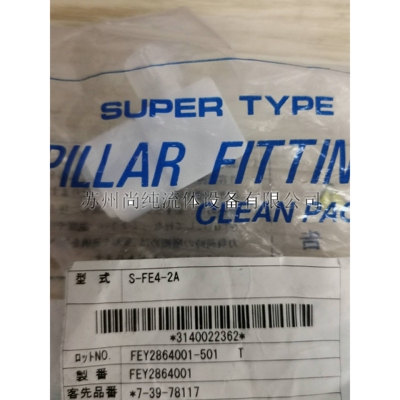 SUPER TYPE
PILLAR FITTIN
苏州尚纯流体设备有限公司
CLEAN PAC
型式 S-FE4-2A
*3140022362*
ロットNO. FEY2864001-501 T
製番 FEY2864001
客先品番 *7-39-78117